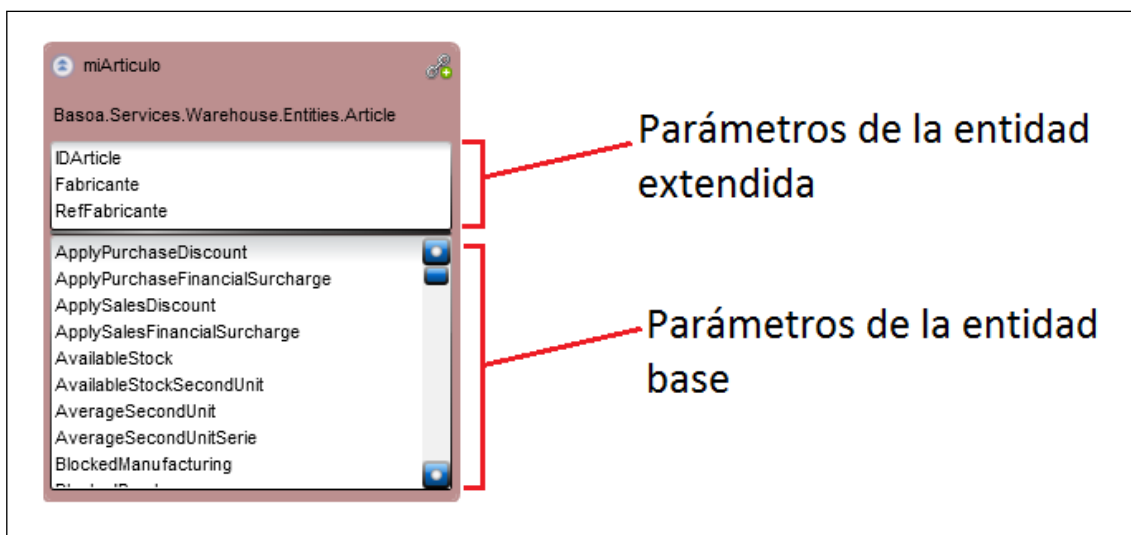 miArticulo
Basoa.Services.Warehouse.Entities.Article
IDArticle
Fabricante
RefFabricante
Parámetros de la entidad
extendida
ApplyPurchaseDiscount
ApplyPurchaseFinancialSurcharge
ApplySalesDiscount
ApplySalesFinancialSurcharge
AvailableStock
AvailableStockSecondUnit
AverageSecondUnit
AverageSecondUnitSerie
BlockedManufacturing
Parámetros de la entidad
base